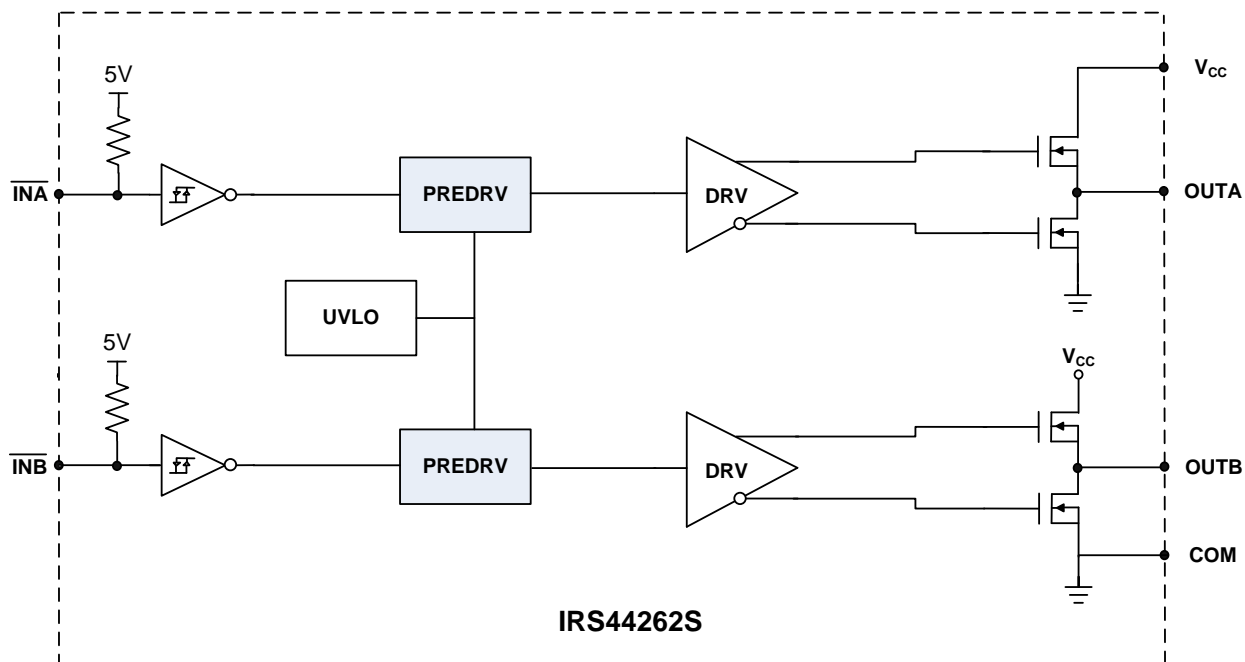 5V
V_CC
INA
PREDRV
DRV
OUTA
UVLO
5V
V_CC
INB
PREDRV
DRV
OUTB
COM
IRS44262S